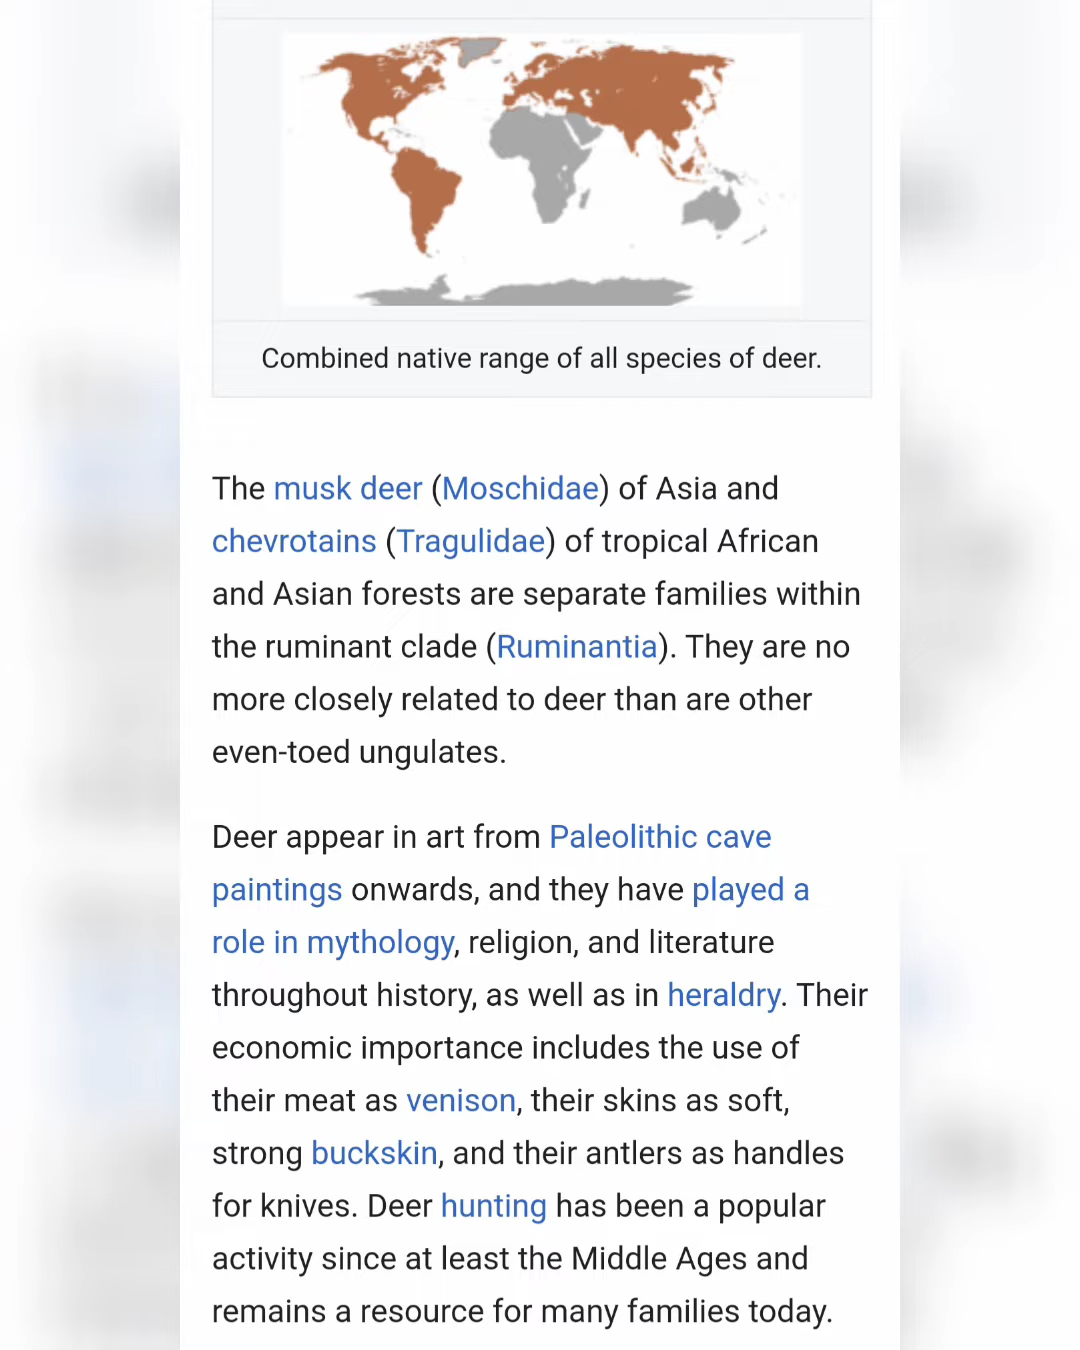 Combined native range of all species of deer.
The musk deer (Moschidae) of Asia and
chevrotains (Tragulidae) of tropical African
and Asian forests are separate families within
the ruminant clade (Ruminantia). They are no
more closely related to deer than are other
even-toed ungulates.
Deer appear in art from Paleolithic cave
paintings onwards, and they have played a
role in mythology, religion, and literature
throughout history, as well as in heraldry. Their
economic importance includes the use of
their meat as venison, their skins as soft,
strong buckskin, and their antlers as handles
for knives. Deer hunting has been a popular
activity since at least the Middle Ages and
remains a resource for many families today.